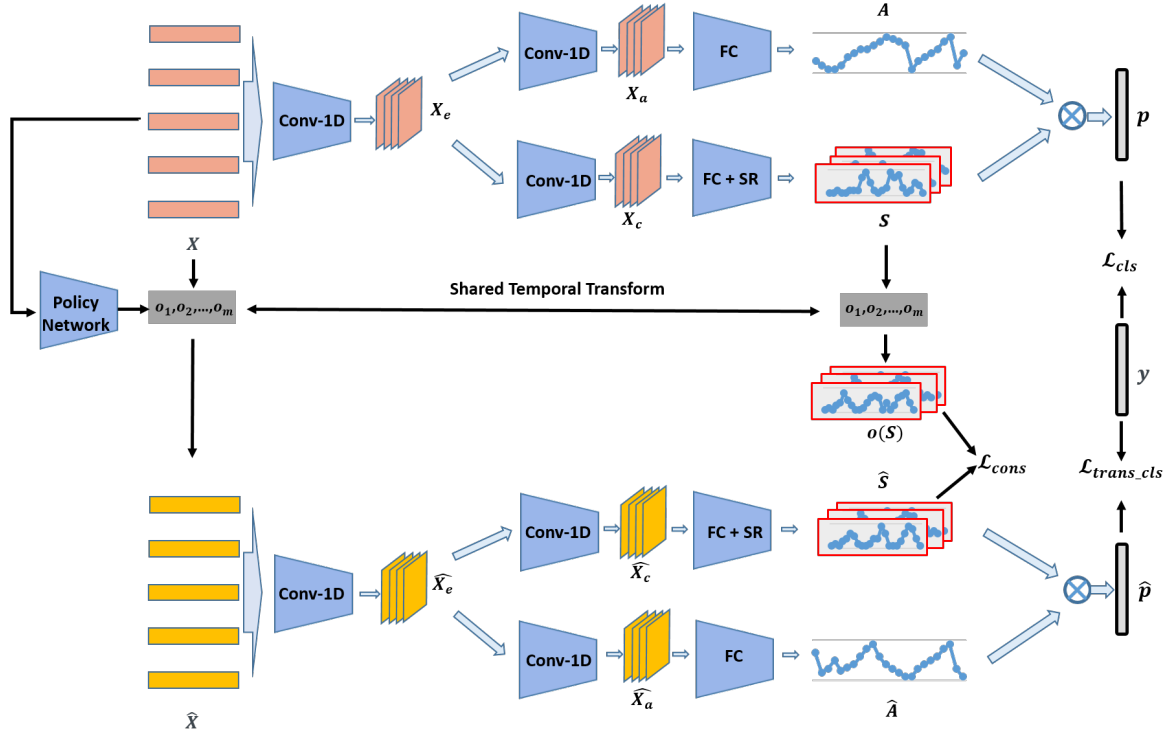 A
Conv-1D
X_a
FC
Conv-1D
X_e
p
Conv-1D
X_c
FC + SR
S
X
Policy
Network
o_1,o_2,...,o_m
Shared Temporal Transform
o_1,o_2,...,o_m
ℒ_cls
y
o(S)
ℒ_cons
ℒ_trans_cls
Ŝ
Conv-1D
X̂_c
FC + SR
Conv-1D
X̂_e
p̂
Conv-1D
X̂_a
FC
Â
X̂